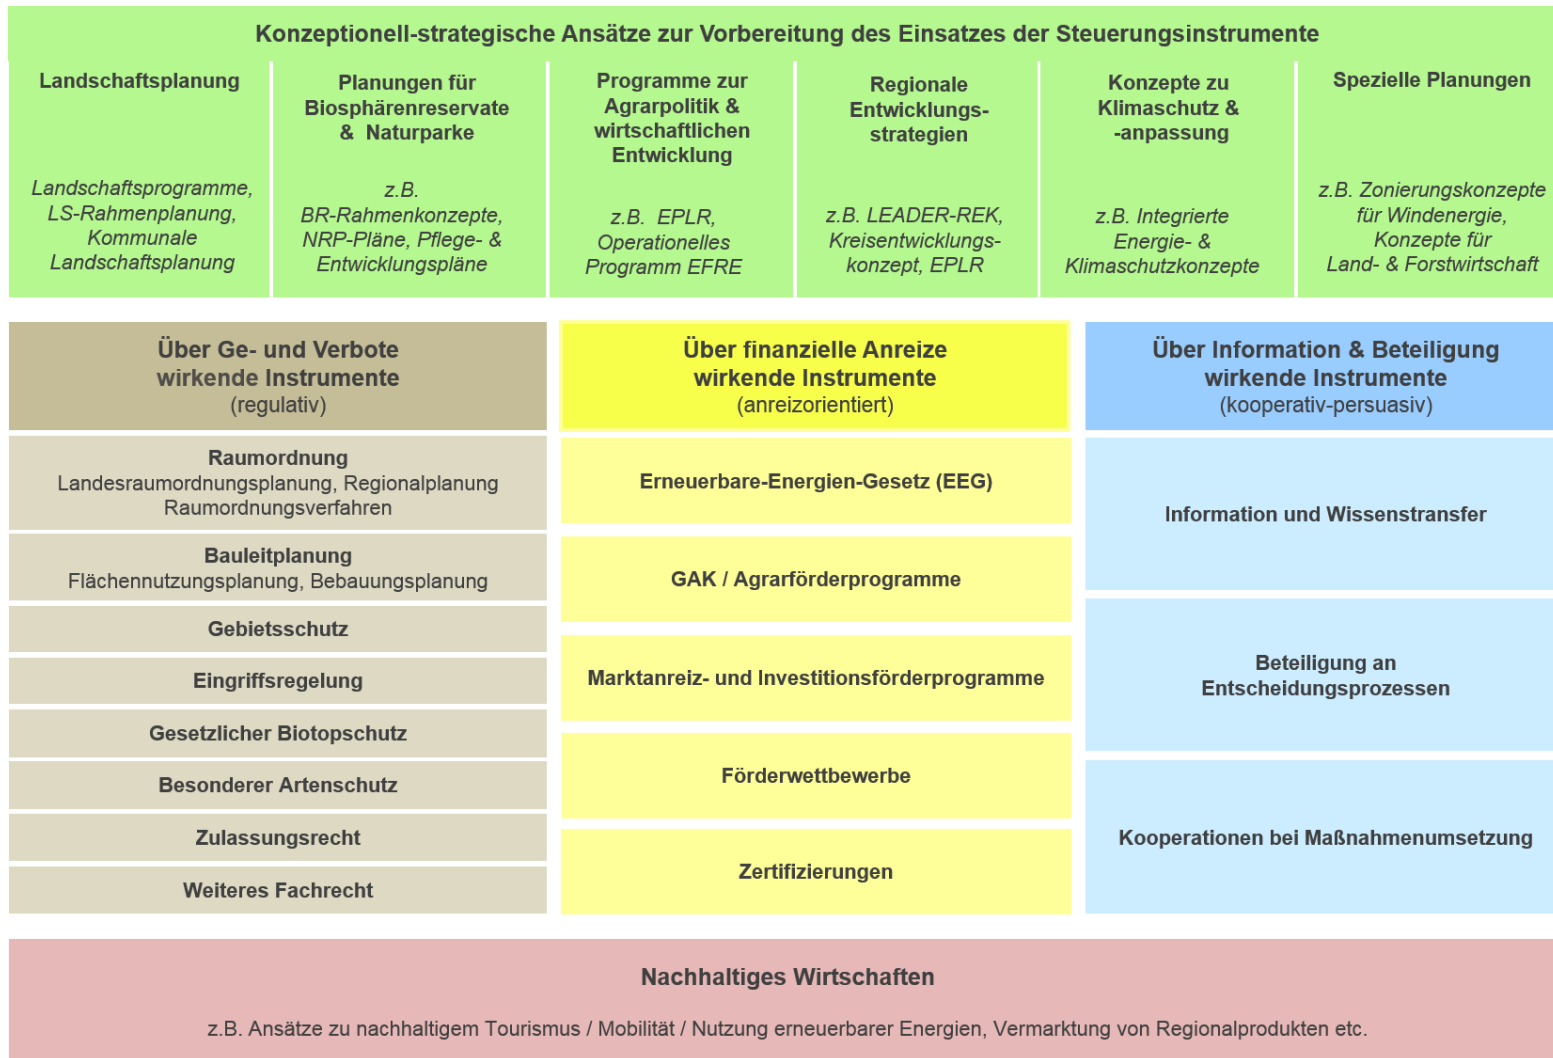 Konzeptionell-strategische Ansätze zur Vorbereitung des Einsatzes der Steuerungsinstrumente
Landschaftsplanung
Landschaftsprogramme,
LS-Rahmenplanung,
Kommunale
Landschaftsplanung
Planungen für
Biosphärenreservate
& Naturparke
z.B.
BR-Rahmenkonzepte,
NRP-Pläne, Pflege- &
Entwicklungspläne
Programme zur
Agrarpolitik &
wirtschaftlichen
Entwicklung
z.B. EPLR,
Operationelles
Programm EFRE
Regionale
Entwicklungs-
strategien
z.B. LEADER-REK,
Kreisentwicklungs-
konzept, EPLR
Konzepte zu
Klimaschutz &
-anpassung
z.B. Integrierte
Energie- &
Klimaschutzkonzepte
Spezielle Planungen
z.B. Zonierungskonzepte
für Windenergie,
Konzepte für
Land- & Forstwirtschaft
Über Ge- und Verbote
wirkende Instrumente
(regulativ)
Raumordnung
Landesraumordnungsplanung, Regionalplanung
Raumordnungsverfahren
Bauleitplanung
Flächennutzungsplanung, Bebauungsplanung
Gebietsschutz
Eingriffsregelung
Gesetzlicher Biotopschutz
Besonderer Artenschutz
Zulassungsrecht
Weiteres Fachrecht
Über finanzielle Anreize
wirkende Instrumente
(anreizorientiert)
Erneuerbare-Energien-Gesetz (EEG)
GAK / Agrarförderprogramme
Marktanreiz- und Investitionsförderprogramme
Förderwettbewerbe
Zertifizierungen
Über Information & Beteiligung
wirkende Instrumente
(kooperativ-persuasiv)
Information und Wissenstransfer
Beteiligung an
Entscheidungsprozessen
Kooperationen bei Maßnahmenumsetzung
Nachhaltiges Wirtschaften
z.B. Ansätze zu nachhaltigem Tourismus / Mobilität / Nutzung erneuerbarer Energien, Vermarktung von Regionalprodukten etc.